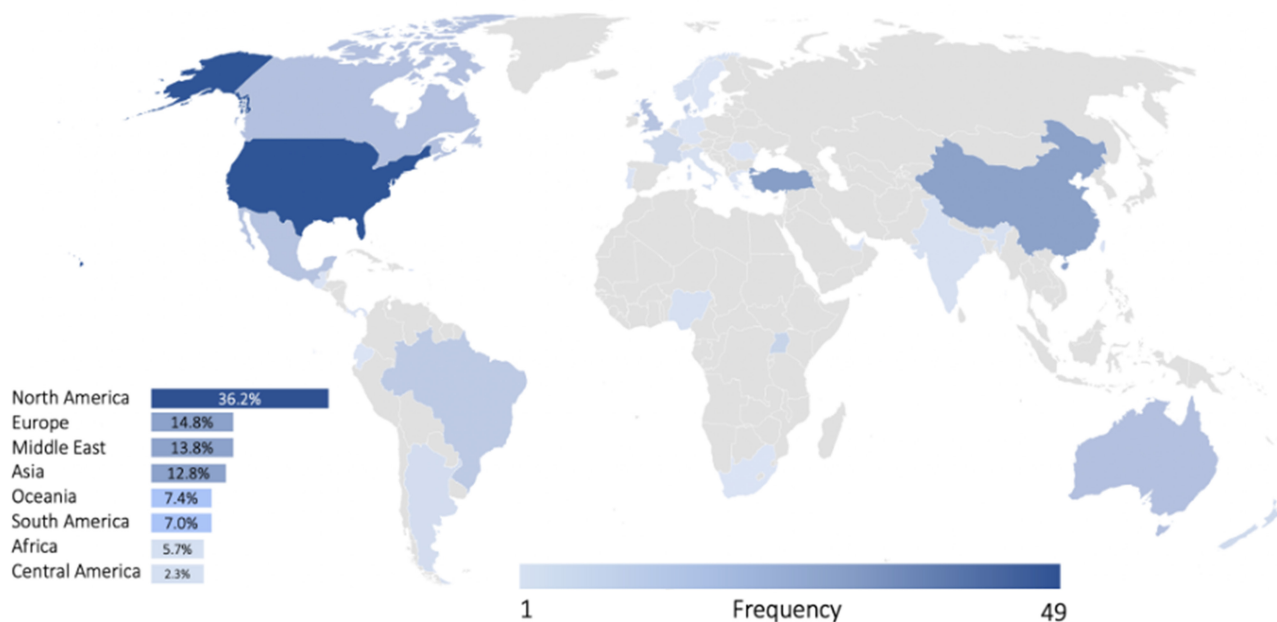 North America 36.2%
Europe 14.8%
Middle East 13.8%
Asia 12.8%
Oceania 7.4%
South America 7.0%
Africa 5.7%
Central America 2.3%
1 Frequency 49